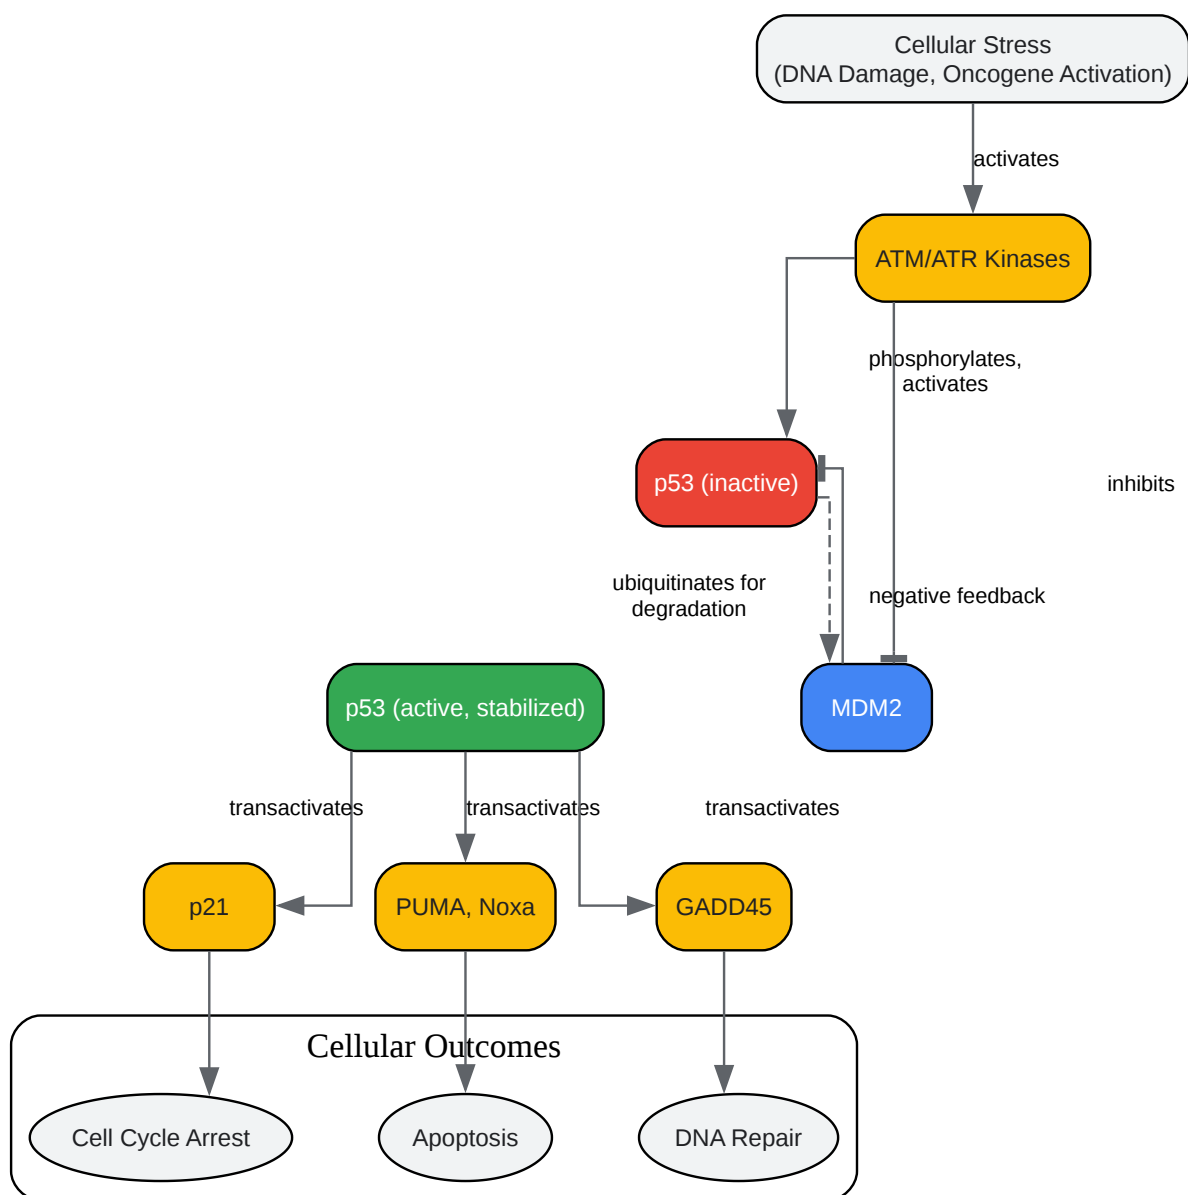 Cellular Stress
(DNA Damage, Oncogene Activation)
activates
ATM/ATR Kinases
phosphorylates,
activates
p53 (inactive)
inhibits
ubiquitinates for
degradation
negative feedback
p53 (active, stabilized)
MDM2
transactivates
transactivates
transactivates
p21
PUMA, Noxa
GADD45
Cellular Outcomes
Cell Cycle Arrest
Apoptosis
DNA Repair